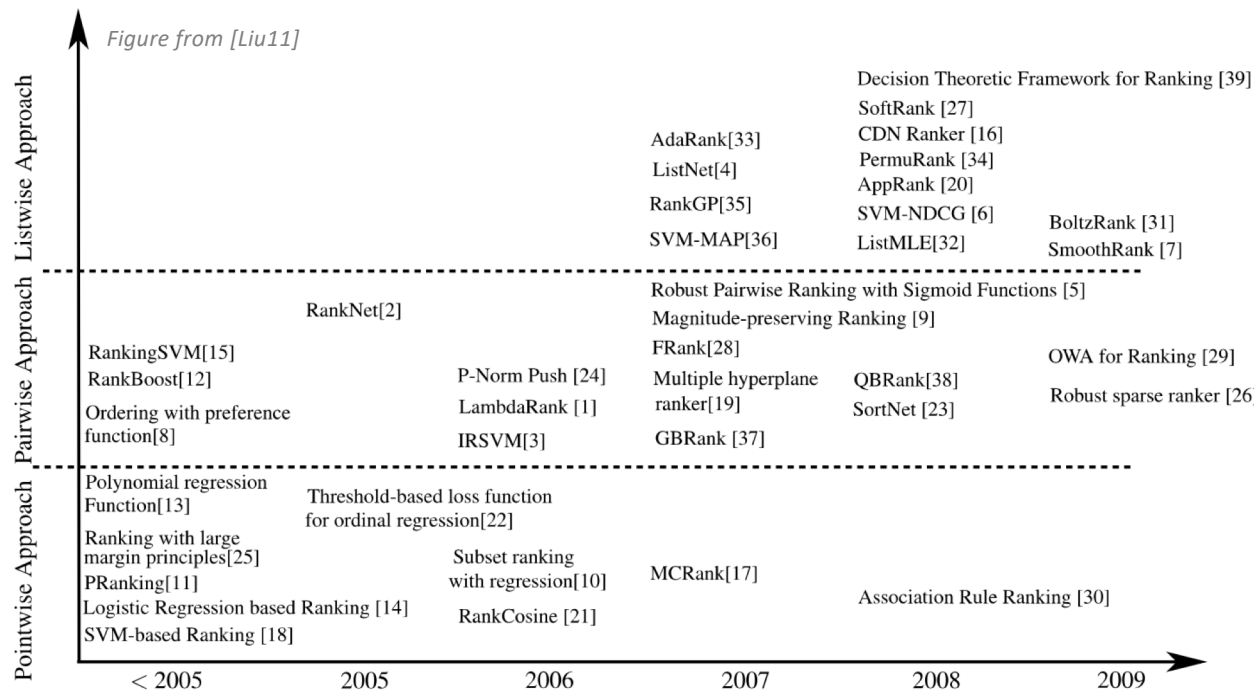 Figure from [Liu11]
Listwise Approach
Decision Theoretic Framework for Ranking [39]
SoftRank [27]
CDN Ranker [16]
PermuRank [34]
AppRank [20]
SVM-NDCG [6]
ListMLE[32]
AdaRank[33]
ListNet[4]
RankGP[35]
SVM-MAP[36]
BoltzRank [31]
SmoothRank [7]
Pairwise Approach
RankNet[2]
RankingSVM[15]
RankBoost[12]
Ordering with preference
function[8]
P-Norm Push [24]
LambdaRank [1]
IRSVM[3]
Robust Pairwise Ranking with Sigmoid Functions [5]
Magnitude-preserving Ranking [9]
FRank[28]
Multiple hyperplane
ranker[19]
GBRank [37]
QBRank[38]
SortNet [23]
OWA for Ranking [29]
Robust sparse ranker [26]
Pointwise Approach
Polynomial regression
Function[13]
Ranking with large
margin principles[25]
PRanking[11]
Logistic Regression based Ranking [14]
SVM-based Ranking [18]
Threshold-based loss function
for ordinal regression[22]
Subset ranking
with regression[10]
RankCosine [21]
MCRank[17]
Association Rule Ranking [30]
< 2005
2005
2006
2007
2008
2009